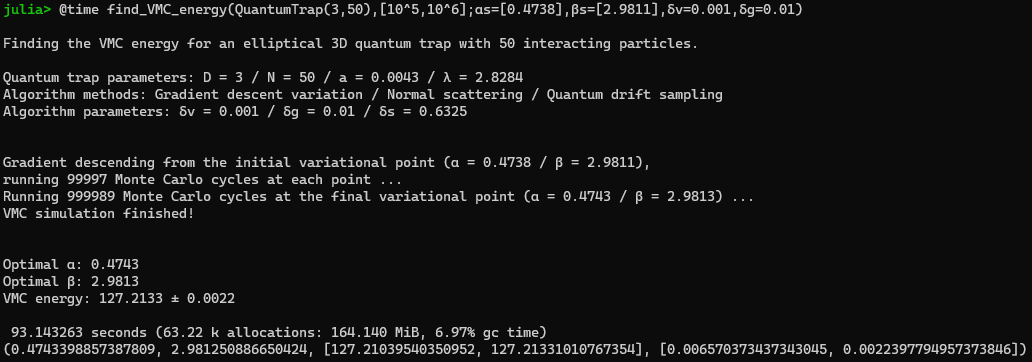 julia> @time find_VMC_energy(QuantumTrap(3,50),[10^5,10^6];αs=[0.4738],βs=[2.9811],δv=0.001,δg=0.01)
Finding the VMC energy for an elliptical 3D quantum trap with 50 interacting particles.
Quantum trap parameters: D = 3 / N = 50 / a = 0.0043 / λ = 2.8284
Algorithm methods: Gradient descent variation / Normal scattering / Quantum drift sampling
Algorithm parameters: δv = 0.001 / δg = 0.01 / δs = 0.6325
Gradient descending from the initial variational point (α = 0.4738 / β = 2.9811),
running 99997 Monte Carlo cycles at each point ...
Running 999989 Monte Carlo cycles at the final variational point (α = 0.4743 / β = 2.9813) ...
VMC simulation finished!
Optimal α: 0.4743
Optimal β: 2.9813
VMC energy: 127.2133 ± 0.0022
93.143263 seconds (63.22 k allocations: 164.140 MiB, 6.97% gc time)
(0.4743398857387809, 2.981250886650424, [127.21039540350952, 127.21331010767354], [0.006570373437343045, 0.0022397794957373846])